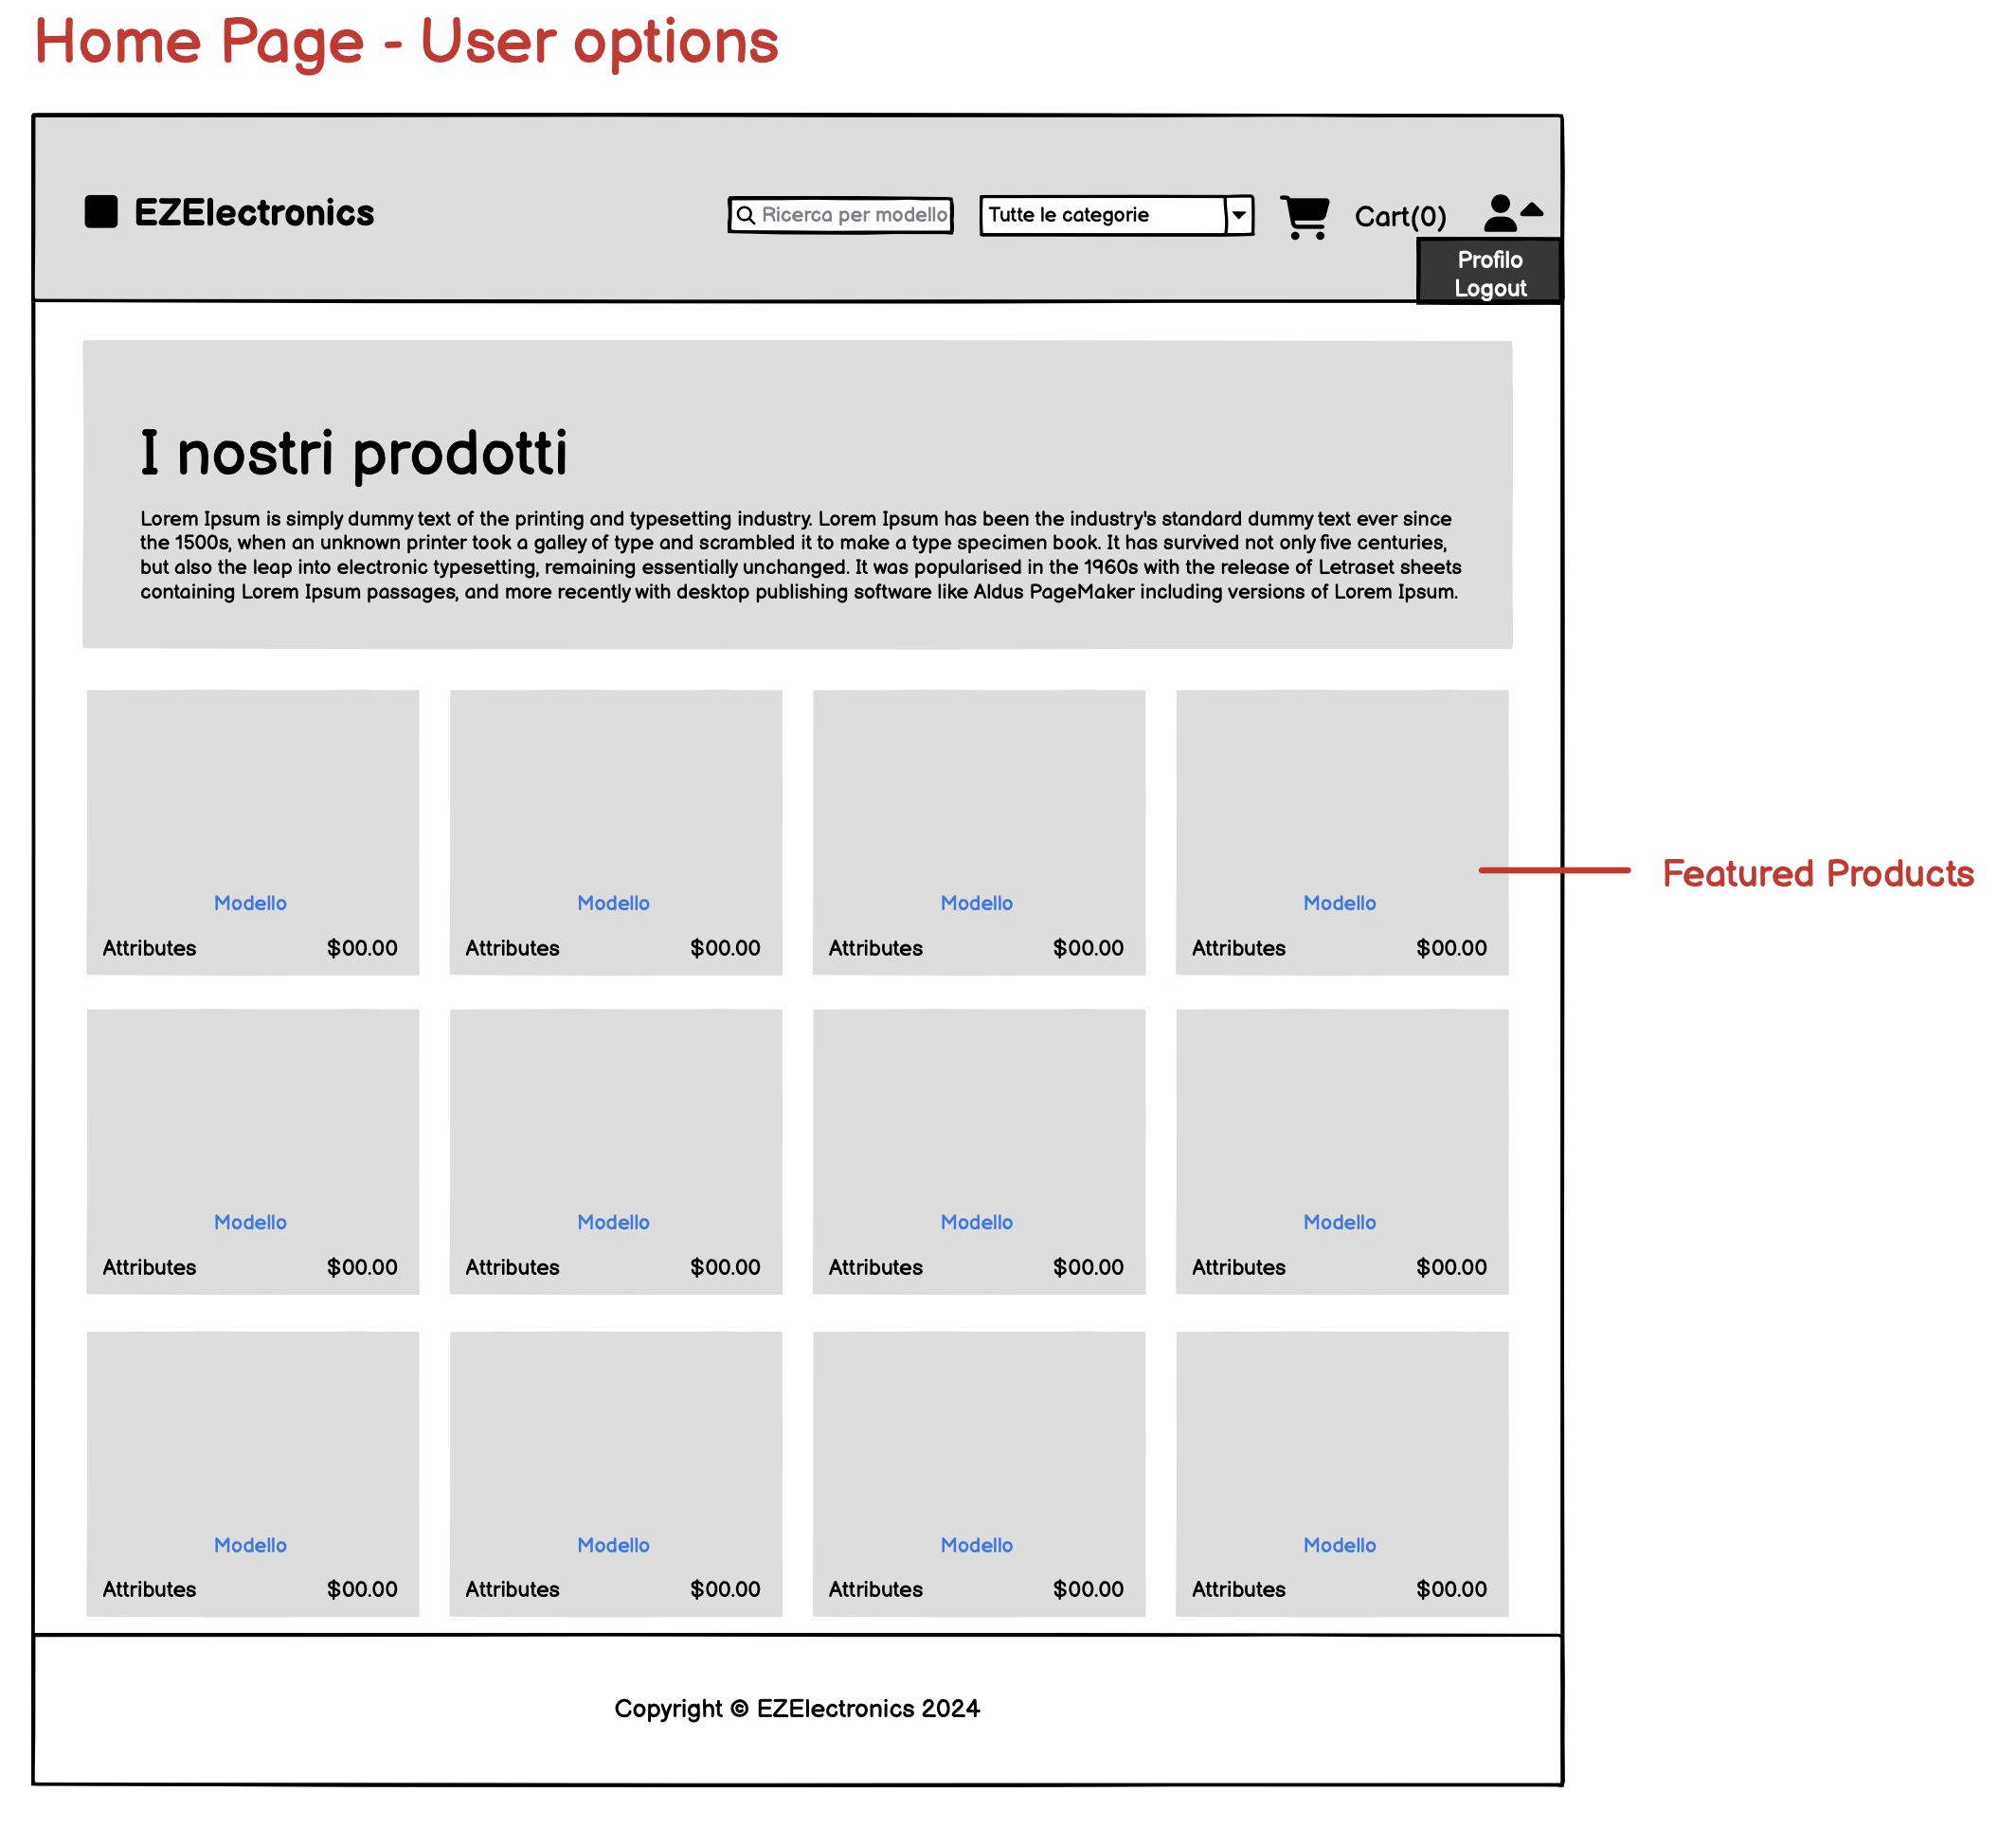 Home Page - User options
EZElectronics
Ricerca per modello
Tutte le categorie
Cart(0)
Profilo
Logout
I nostri prodotti
Lorem Ipsum is simply dummy text of the printing and typesetting industry. Lorem Ipsum has been the industry's standard dummy text ever since
the 1500s, when an unknown printer took a galley of type and scrambled it to make a type specimen book. It has survived not only five centuries,
but also the leap into electronic typesetting, remaining essentially unchanged. It was popularised in the 1960s with the release of Letraset sheets
containing Lorem Ipsum passages, and more recently with desktop publishing software like Aldus PageMaker including versions of Lorem Ipsum.
Featured Products
Modello Modello Modello Modello
Attributes $00.00 Attributes $00.00 Attributes $00.00 Attributes $00.00
Modello Modello Modello Modello
Attributes $00.00 Attributes $00.00 Attributes $00.00 Attributes $00.00
Modello Modello Modello Modello
Attributes $00.00 Attributes $00.00 Attributes $00.00 Attributes $00.00
Copyright © EZElectronics 2024